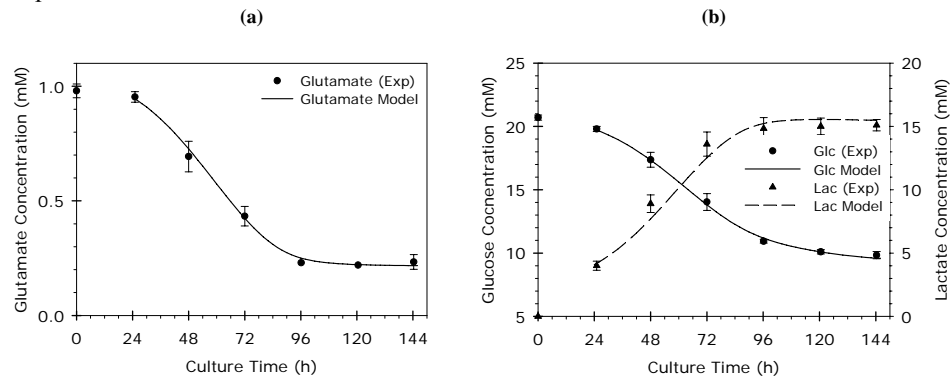 (a)
(b)
Glutamate Concentration (mM)
1.0
0.5
0.0
0 24 48 72 96 120 144
Culture Time (h)
Glutamate (Exp)
Glutamate Model
Glucose Cocnentration (mM)
25
20
15
10
5
0 24 48 72 96 120 144
Culture Time (h)
Glc (Exp)
Glc Model
Lac (Exp)
Lac Model
20
15
10
5
0
Lactate Concentration (mM)